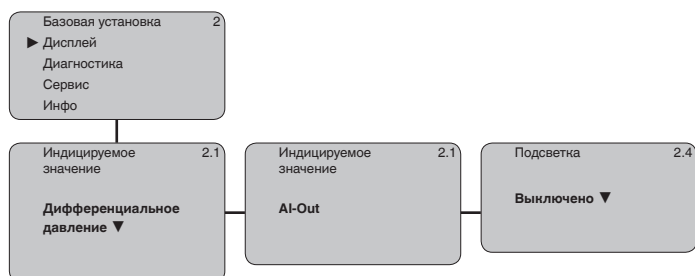 Базовая установка 2
▶ Дисплей
Диагностика
Сервис
Инфо
Индицируемое 2.1
значение
Дифференциальное
давление ▼
Индицируемое 2.1
значение
AI-Out
Подсветка 2.4
Выключено ▼